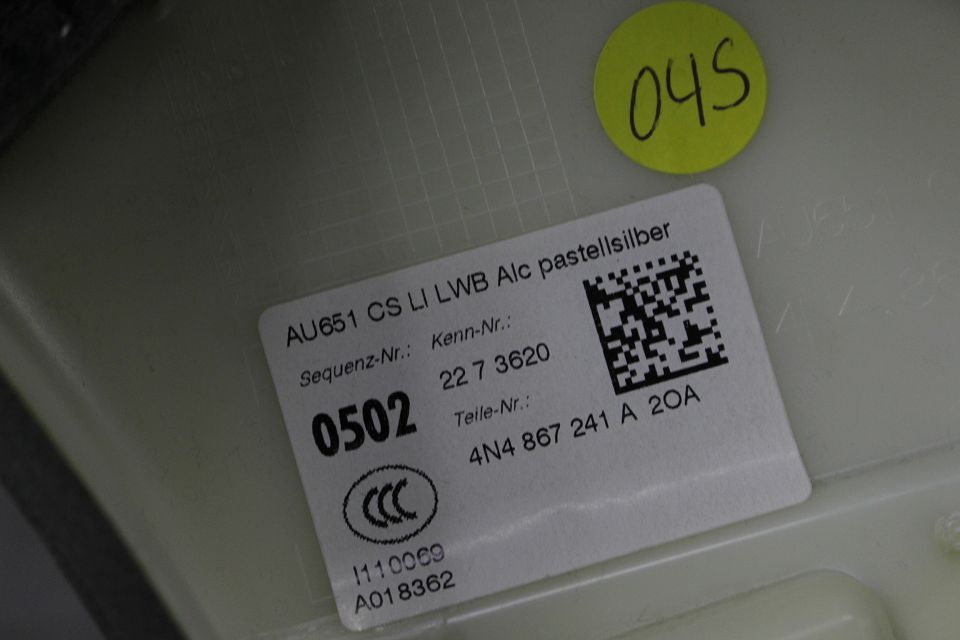 04S
AU651 CS LI LWB Alc pastellsilber
Sequenz-Nr.: Kenn-Nr.:
0502 22 7 3620
Teile-Nr.:
4N4 867 241 A 2OA
CCC
I110069
A018362
AU651